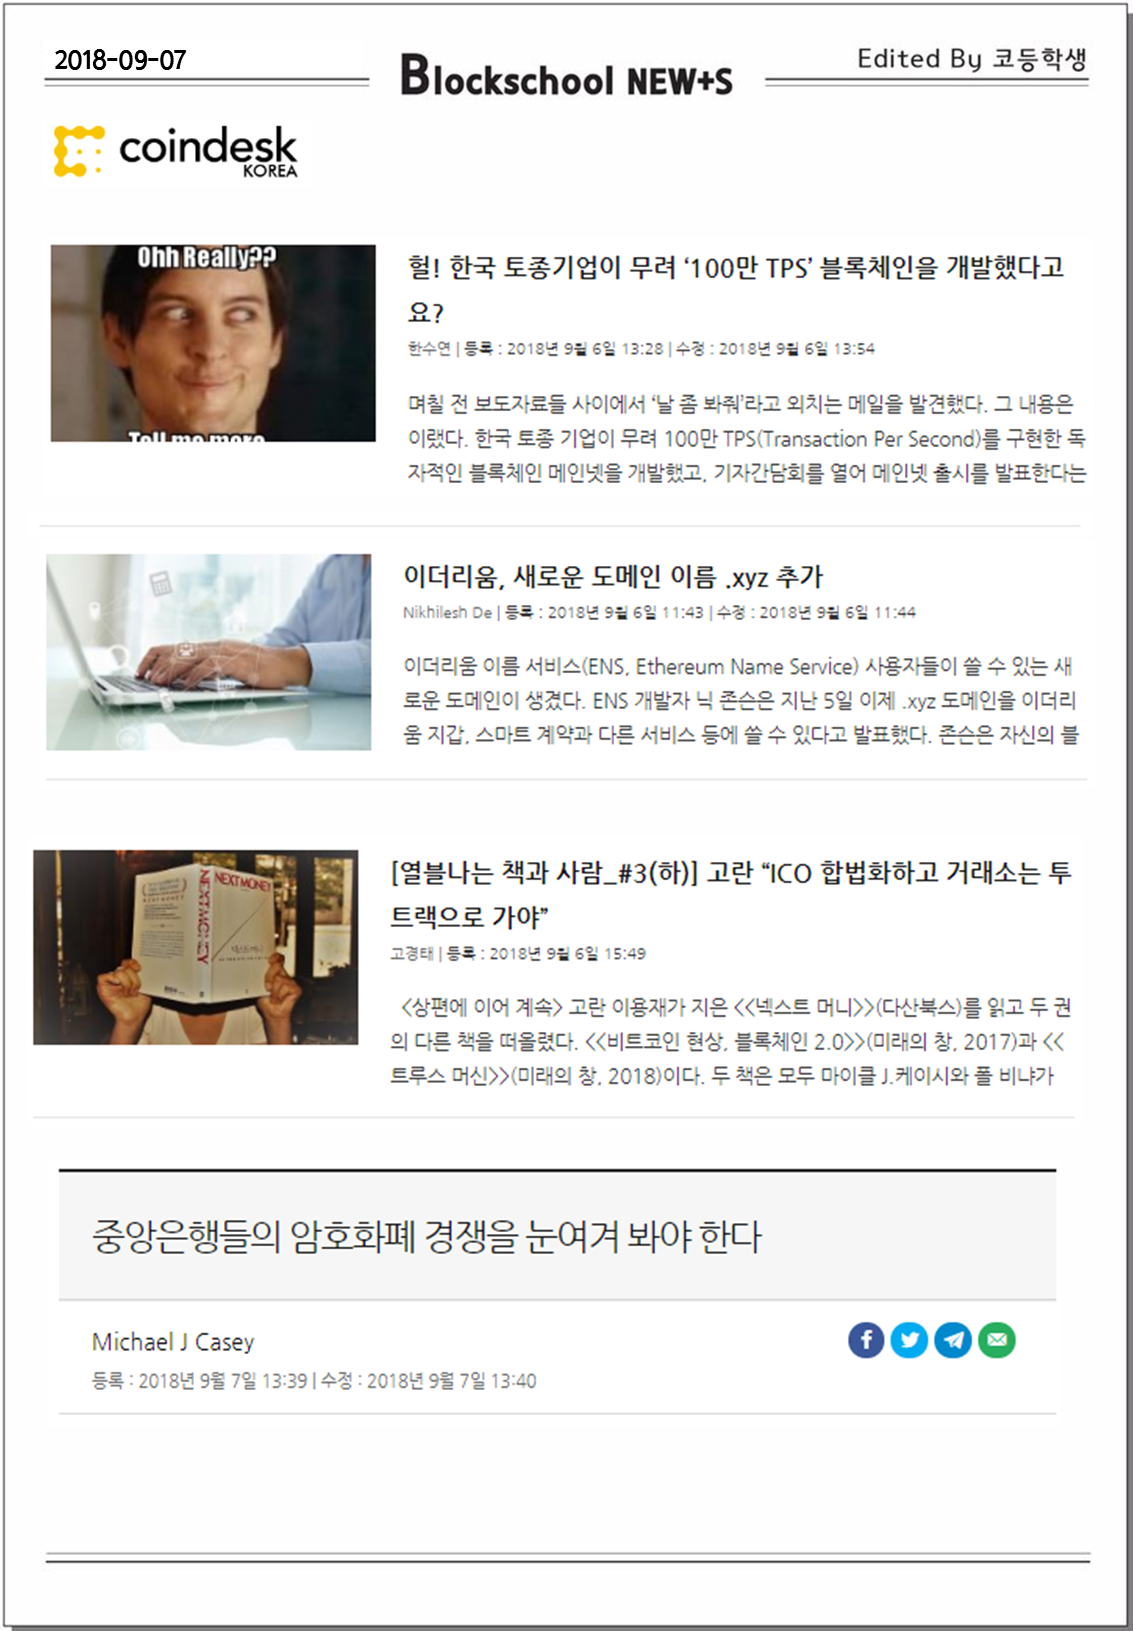 2018-09-07
Blockschool NEW+S
Edited By 코등학생
coindesk
KOREA
Ohh Really??
Tell me more
헐! 한국 토종기업이 무려 ‘100만 TPS’ 블록체인을 개발했다고
요?
한수연 | 등록 : 2018년 9월 6일 13:28 | 수정 : 2018년 9월 6일 13:54
며칠 전 보도자료들 사이에서 ‘날 좀 봐줘’라고 외치는 메일을 발견했다. 그 내용은
이랬다. 한국 토종 기업이 무려 100만 TPS(Transaction Per Second)를 구현한 독
자적인 블록체인 메인넷을 개발했고, 기자간담회를 열어 메인넷 출시를 발표한다는
이더리움, 새로운 도메인 이름 .xyz 추가
Nikhilesh De | 등록 : 2018년 9월 6일 11:43 | 수정 : 2018년 9월 6일 11:44
이더리움 이름 서비스(ENS, Ethereum Name Service) 사용자들이 쓸 수 있는 새
로운 도메인이 생겼다. ENS 개발자 닉 존슨은 지난 5일 이제 .xyz 도메인을 이더리
움 지갑, 스마트 계약과 다른 서비스 등에 쓸 수 있다고 발표했다. 존슨은 자신의 블
NEXT MONEY
NEXT MONEY
넥스트 머니
[열불나는 책과 사람_#3(하)] 고란 “ICO 합법화하고 거래소는 투
트랙으로 가야”
고경태 | 등록 : 2018년 9월 6일 15:49
<상편에 이어 계속> 고란 이용재가 지은 <<넥스트 머니>>(다산북스)를 읽고 두 권
의 다른 책을 떠올렸다. <<비트코인 현상, 블록체인 2.0>>(미래의 창, 2017)과 <<
트루스 머신>>(미래의 창, 2018)이다. 두 책은 모두 마이클 J.케이시와 폴 비냐가
중앙은행들의 암호화폐 경쟁을 눈여겨 봐야 한다
Michael J Casey
등록 : 2018년 9월 7일 13:39 | 수정 : 2018년 9월 7일 13:40